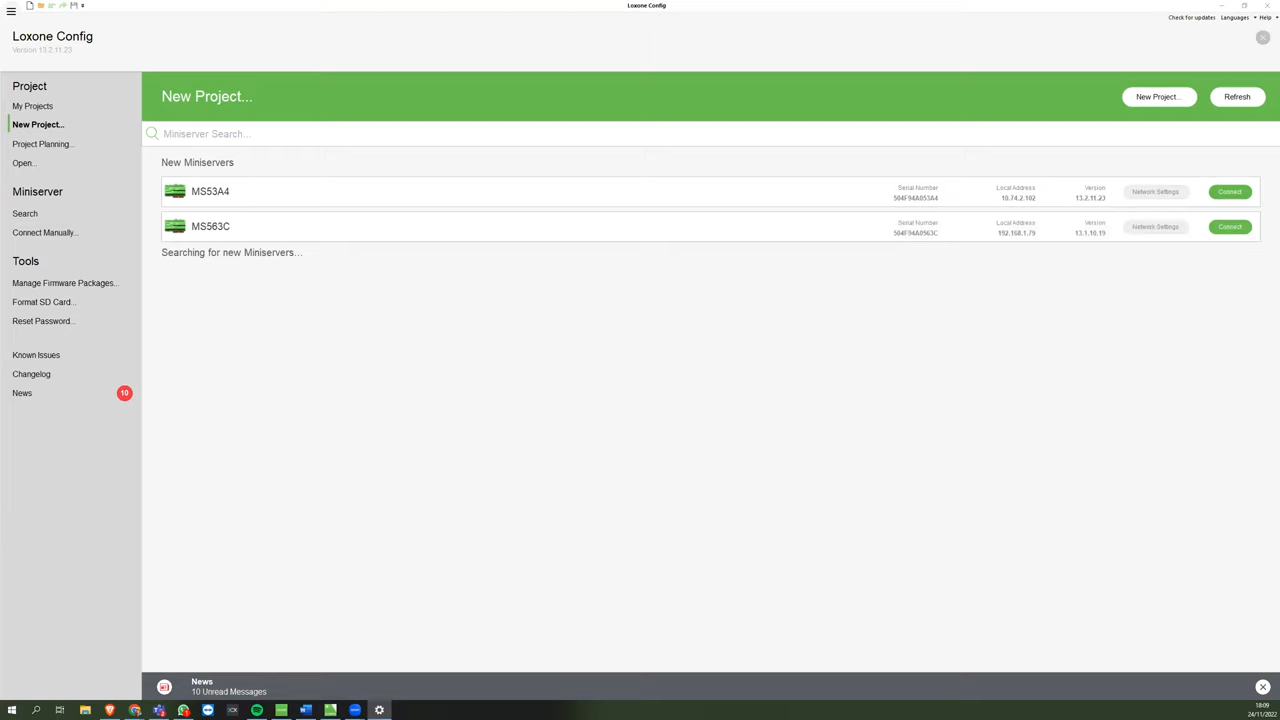 Loxone Config
Check for updates Languages Help
Loxone Config
Version 13.2.11.23
Project
My Projects
New Project...
Project Planning...
Open...
Miniserver
Search
Connect Manually...
Tools
Manage Firmware Packages...
Format SD Card...
Reset Password...
Known Issues
Changelog
News 10
New Project... New Project... Refresh
Miniserver Search...
New Miniservers
MS53A4 Serial Number Local Address Version Network Settings Connect
504F94A053A4 10.74.2.102 13.2.11.23
MS563C Serial Number Local Address Version Network Settings Connect
504F94A0563C 192.168.1.79 13.1.10.19
Searching for new Miniservers...
News
10 Unread Messages
18:09
24/11/2022